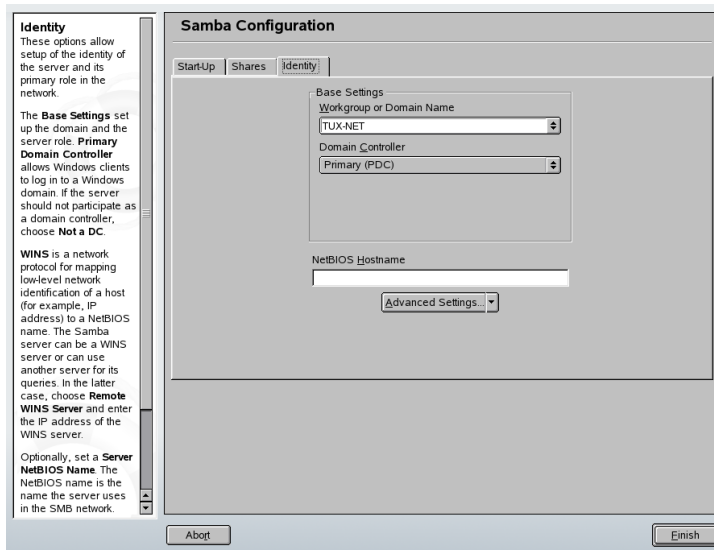 Identity
These options allow
setup of the identity of
the server and its
primary role in the
network.
The Base Settings set
up the domain and the
server role. Primary
Domain Controller
allows Windows clients
to log in to a Windows
domain. If the server
should not participate as
a domain controller,
choose Not a DC.
WINS is a network
protocol for mapping
low-level network
identification of a host
(for example, IP
address) to a NetBIOS
name. The Samba
server can be a WINS
server or can use
another server for its
queries. In the latter
case, choose Remote
WINS Server and enter
the IP address of the
WINS server.
Optionally, set a Server
NetBIOS Name. The
NetBIOS name is the
name the server uses
in the SMB network.
Samba Configuration
Start-Up Shares Identity
Base Settings
Workgroup or Domain Name
TUX-NET
Domain Controller
Primary (PDC)
NetBIOS Hostname
Advanced Settings...
Abort Finish